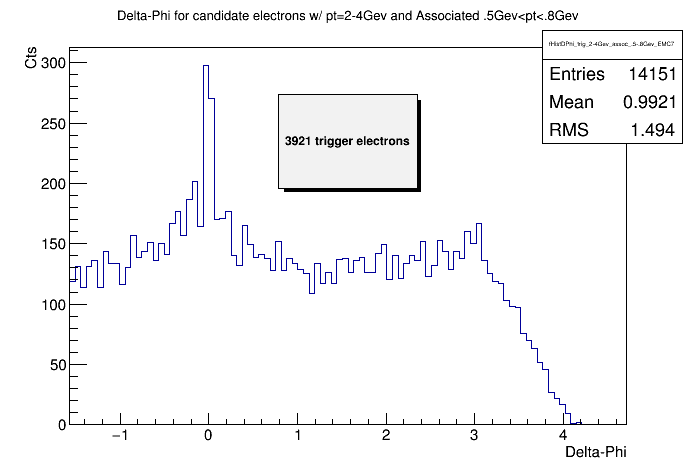 Delta-Phi for candidate electrons w/ pt=2-4Gev and Associated .5Gev<pt<.8Gev
fHistDPhi_trig_2-4Gev_assoc_.5-.8Gev_EMC7
Entries 14151
Mean 0.9921
RMS 1.494
3921 trigger electrons
Cts
300
250
200
150
100
50
0
−1 0 1 2 3 4
Delta-Phi